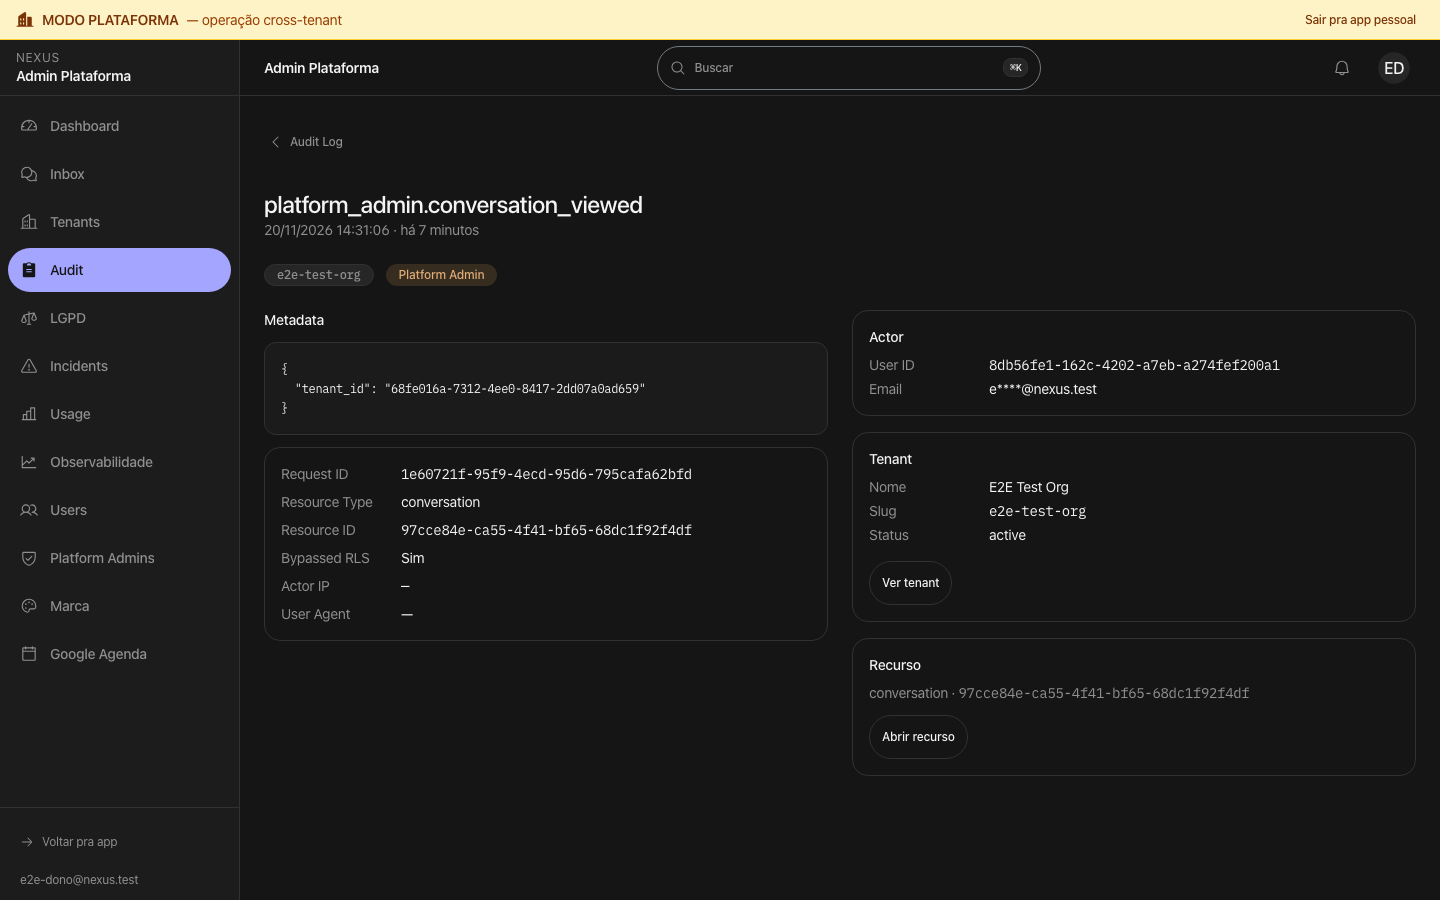 MODO PLATAFORMA — operação cross-tenant
Sair pra app pessoal
NEXUS
Admin Plataforma
Admin Plataforma
Buscar
⌘K
ED
Dashboard
Inbox
Tenants
Audit
LGPD
Incidents
Usage
Observabilidade
Users
Platform Admins
Marca
Google Agenda
Voltar pra app
e2e-dono@nexus.test
Audit Log
platform_admin.conversation_viewed
20/11/2026 14:31:06 · há 7 minutos
e2e-test-org
Platform Admin
Metadata
{
"tenant_id": "68fe016a-7312-4ee0-8417-2dd07a0ad659"
}
Request ID 1e60721f-95f9-4ecd-95d6-795cafa62bfd
Resource Type conversation
Resource ID 97cce84e-ca55-4f41-bf65-68dc1f92f4df
Bypassed RLS Sim
Actor IP —
User Agent —
Actor
User ID 8db56fe1-162c-4202-a7eb-a274fef200a1
Email e****@nexus.test
Tenant
Nome E2E Test Org
Slug e2e-test-org
Status active
Ver tenant
Recurso
conversation · 97cce84e-ca55-4f41-bf65-68dc1f92f4df
Abrir recurso